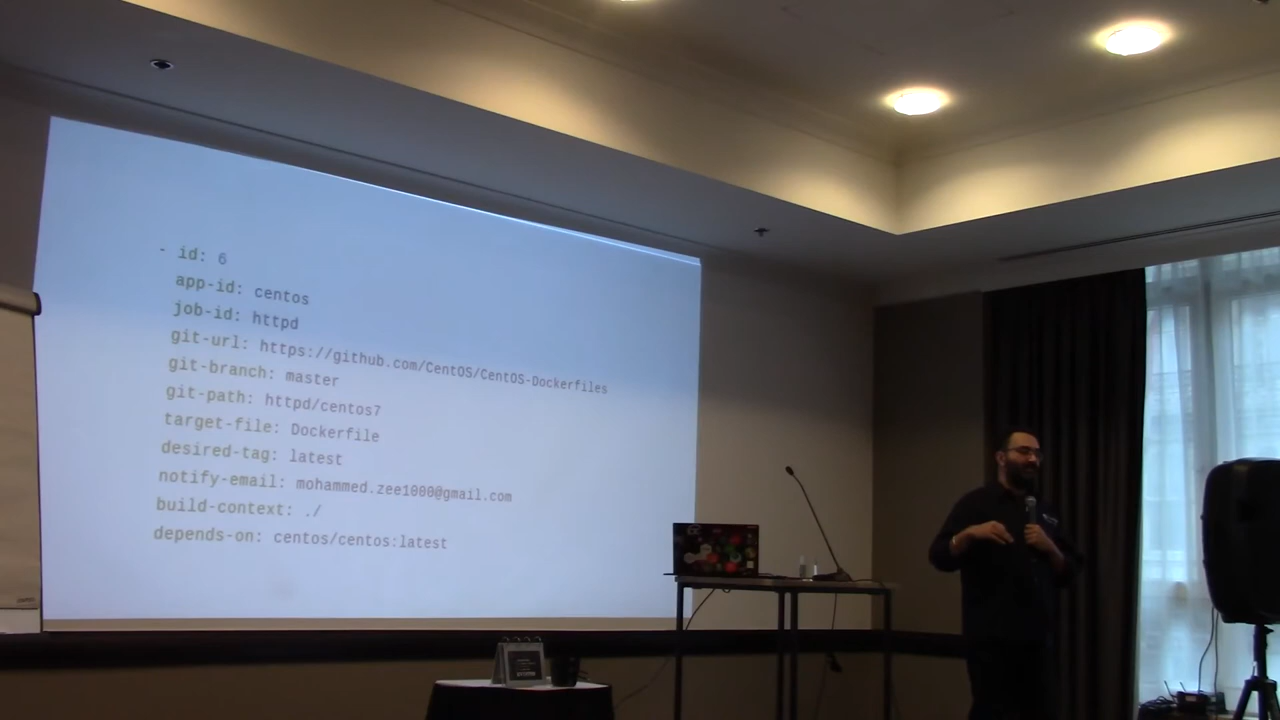 - id: 6
app-id: centos
job-id: httpd
git-url: https://github.com/CentOS/CentOS-Dockerfiles
git-branch: master
git-path: httpd/centos7
target-file: Dockerfile
desired-tag: latest
notify-email: mohammed.zee1000@gmail.com
build-context: ./
depends-on: centos/centos:latest